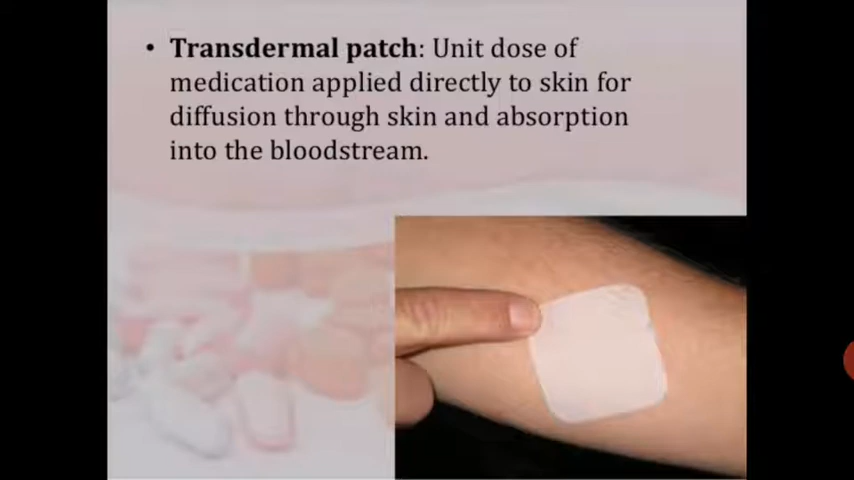 • Transdermal patch: Unit dose of
medication applied directly to skin for
diffusion through skin and absorption
into the bloodstream.